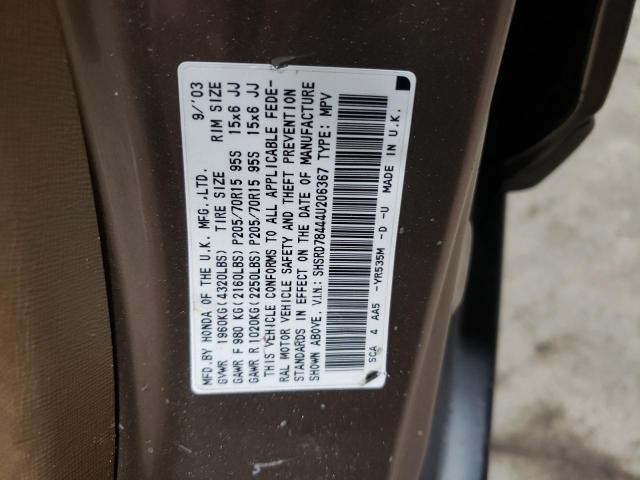 MFD.BY HONDA OF THE U.K. MFG.,LTD. 9/'03
GVWR 1960KG(4320LBS) TIRE SIZE RIM SIZE
GAWR F 980 KG(2160LBS) P205/70R15 95S 15x6 JJ
GAWR R 1020KG(2250LBS) P205/70R15 95S 15x6 JJ
THIS VEHICLE CONFORMS TO ALL APPLICABLE FEDE-
RAL MOTOR VEHICLE SAFETY AND THEFT PREVENTION
STANDARDS IN EFFECT ON THE DATE OF MANUFACTURE
SHOWN ABOVE. V.I.N: SHSRD78444U206367 TYPE: MPV
SCA 4 AA5 -YR535M -D -U MADE IN U.K.